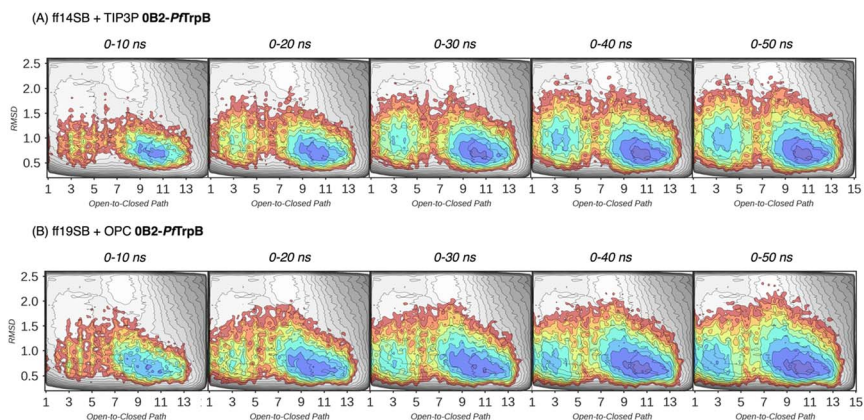 (A) ff14SB + TIP3P 0B2-PfTrpB
0-10 ns 0-20 ns 0-30 ns 0-40 ns 0-50 ns
2.5
2.0
1.5
1.0
0.5
RMSD
1 3 5 7 9 11 13 1 3 5 7 9 11 13 1 3 5 7 9 11 13 1 3 5 7 9 11 13 1 3 5 7 9 11 13 15
Open-to-Closed Path Open-to-Closed Path Open-to-Closed Path Open-to-Closed Path Open-to-Closed Path
(B) ff19SB + OPC 0B2-PfTrpB
0-10 ns 0-20 ns 0-30 ns 0-40 ns 0-50 ns
2.5
2.0
1.5
1.0
0.5
RMSD
1 3 5 7 9 11 13 1 3 5 7 9 11 13 1 3 5 7 9 11 13 1 3 5 7 9 11 13 1 3 5 7 9 11 13 15
Open-to-Closed Path Open-to-Closed Path Open-to-Closed Path Open-to-Closed Path Open-to-Closed Path